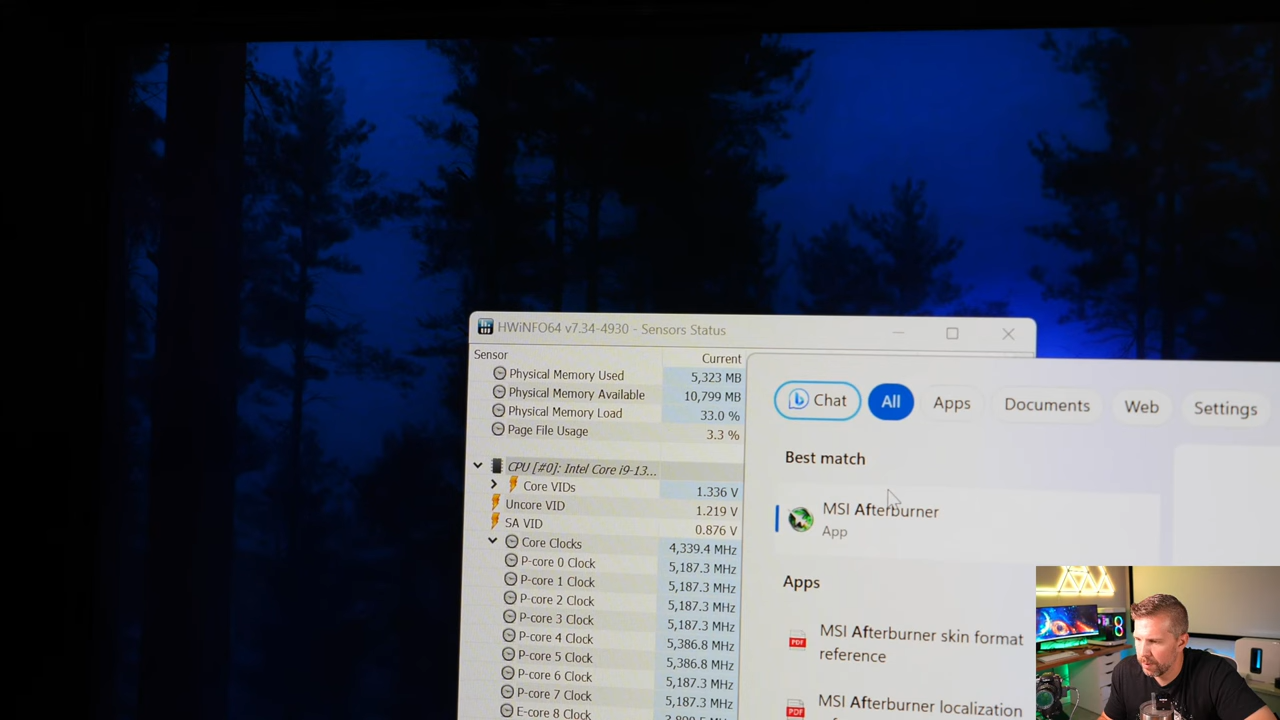 HWiNFO64 v7.34-4930 - Sensors Status
Sensor Current
Physical Memory Used 5,323 MB
Physical Memory Available 10,799 MB
Physical Memory Load 33.0 %
Page File Usage 3.3 %
CPU [#0]: Intel Core i9-13...
Core VIDs 1.336 V
Uncore VID 1.219 V
SA VID 0.876 V
Core Clocks 4,339.4 MHz
P-core 0 Clock 5,187.3 MHz
P-core 1 Clock 5,187.3 MHz
P-core 2 Clock 5,187.3 MHz
P-core 3 Clock 5,187.3 MHz
P-core 4 Clock 5,386.8 MHz
P-core 5 Clock 5,386.8 MHz
P-core 6 Clock 5,187.3 MHz
P-core 7 Clock 5,187.3 MHz
E-core 8 Clock
Chat All Apps Documents Web Settings
Best match
MSI Afterburner
App
Apps
PDF MSI Afterburner skin format
reference
PDF MSI Afterburner localization